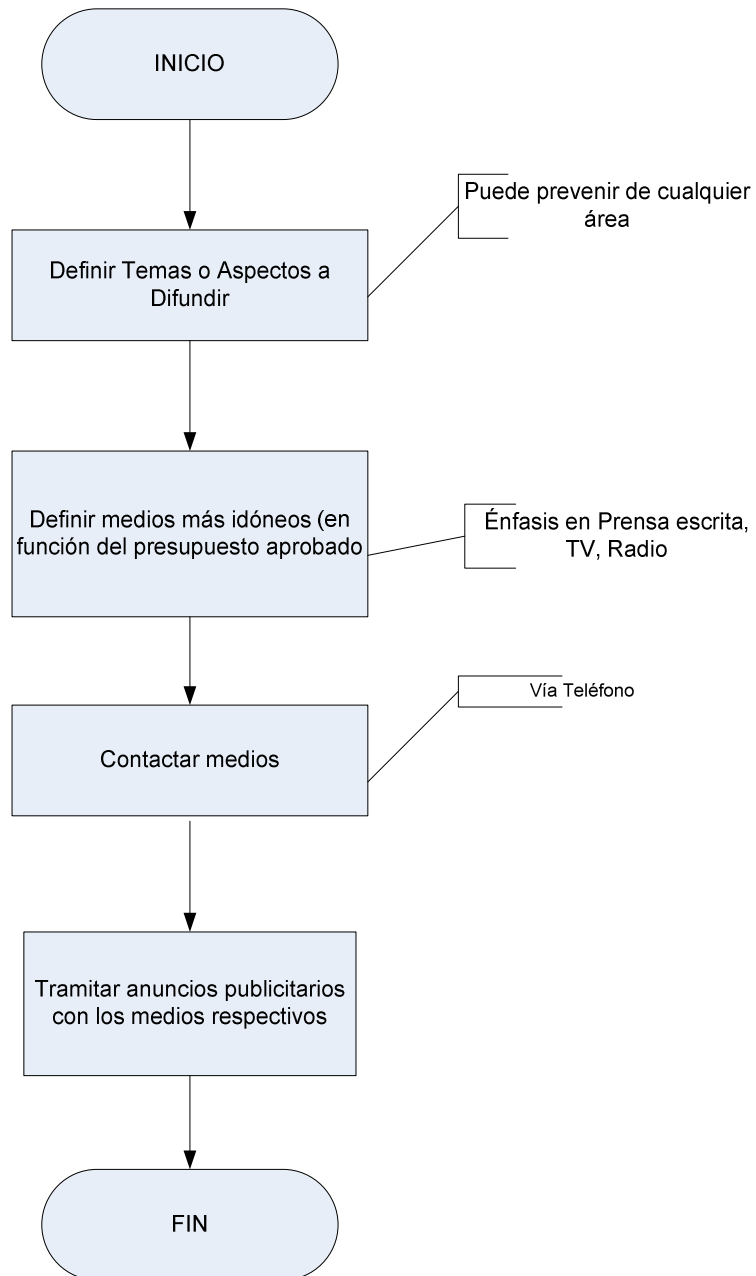 INICIO
Puede prevenir de cualquier
área
Definir Temas o Aspectos a
Difundir
Definir medios más idóneos (en
función del presupuesto aprobado
Énfasis en Prensa escrita,
TV, Radio
Vía Teléfono
Contactar medios
Tramitar anuncios publicitarios
con los medios respectivos
FIN